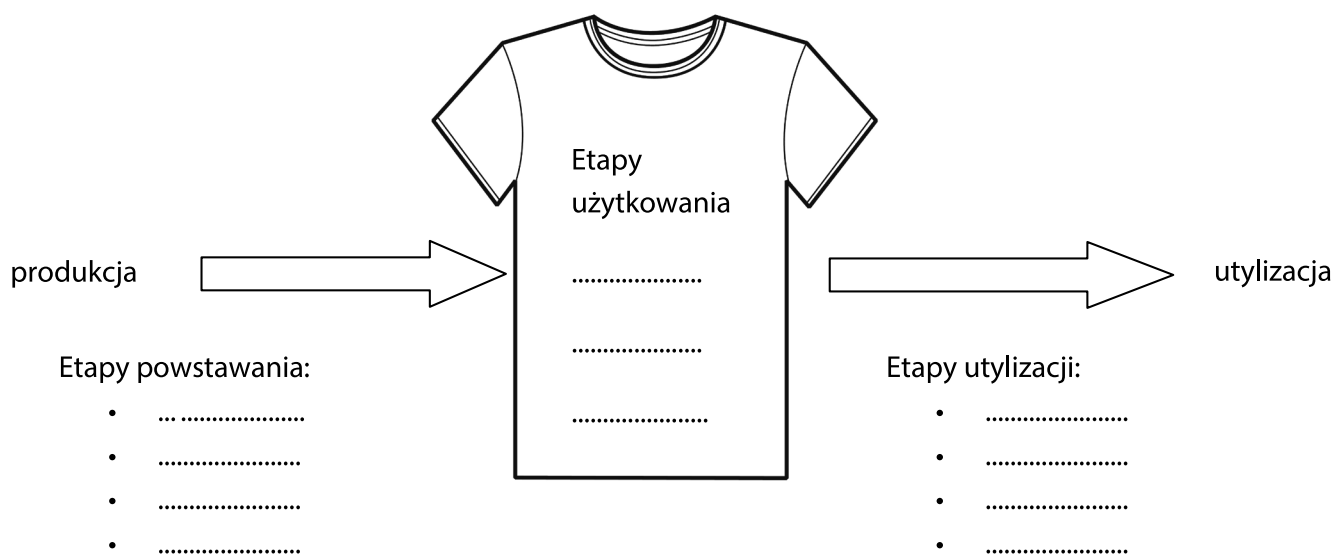 Etapy
użytkowania
.....................
.....................
......................
produkcja
utylizacja
Etapy powstawania:
• ... ....................
• .......................
• .......................
• .......................
Etapy utylizacji:
• .......................
• .......................
• .......................
• .......................